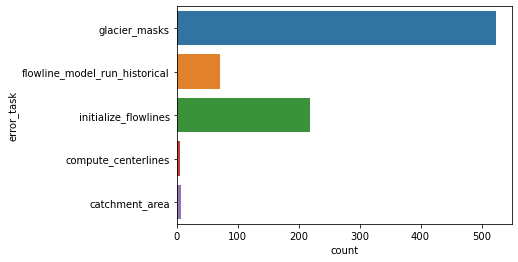 error_task
glacier_masks
flowline_model_run_historical
initialize_flowlines
compute_centerlines
catchment_area
0 100 200 300 400 500
count